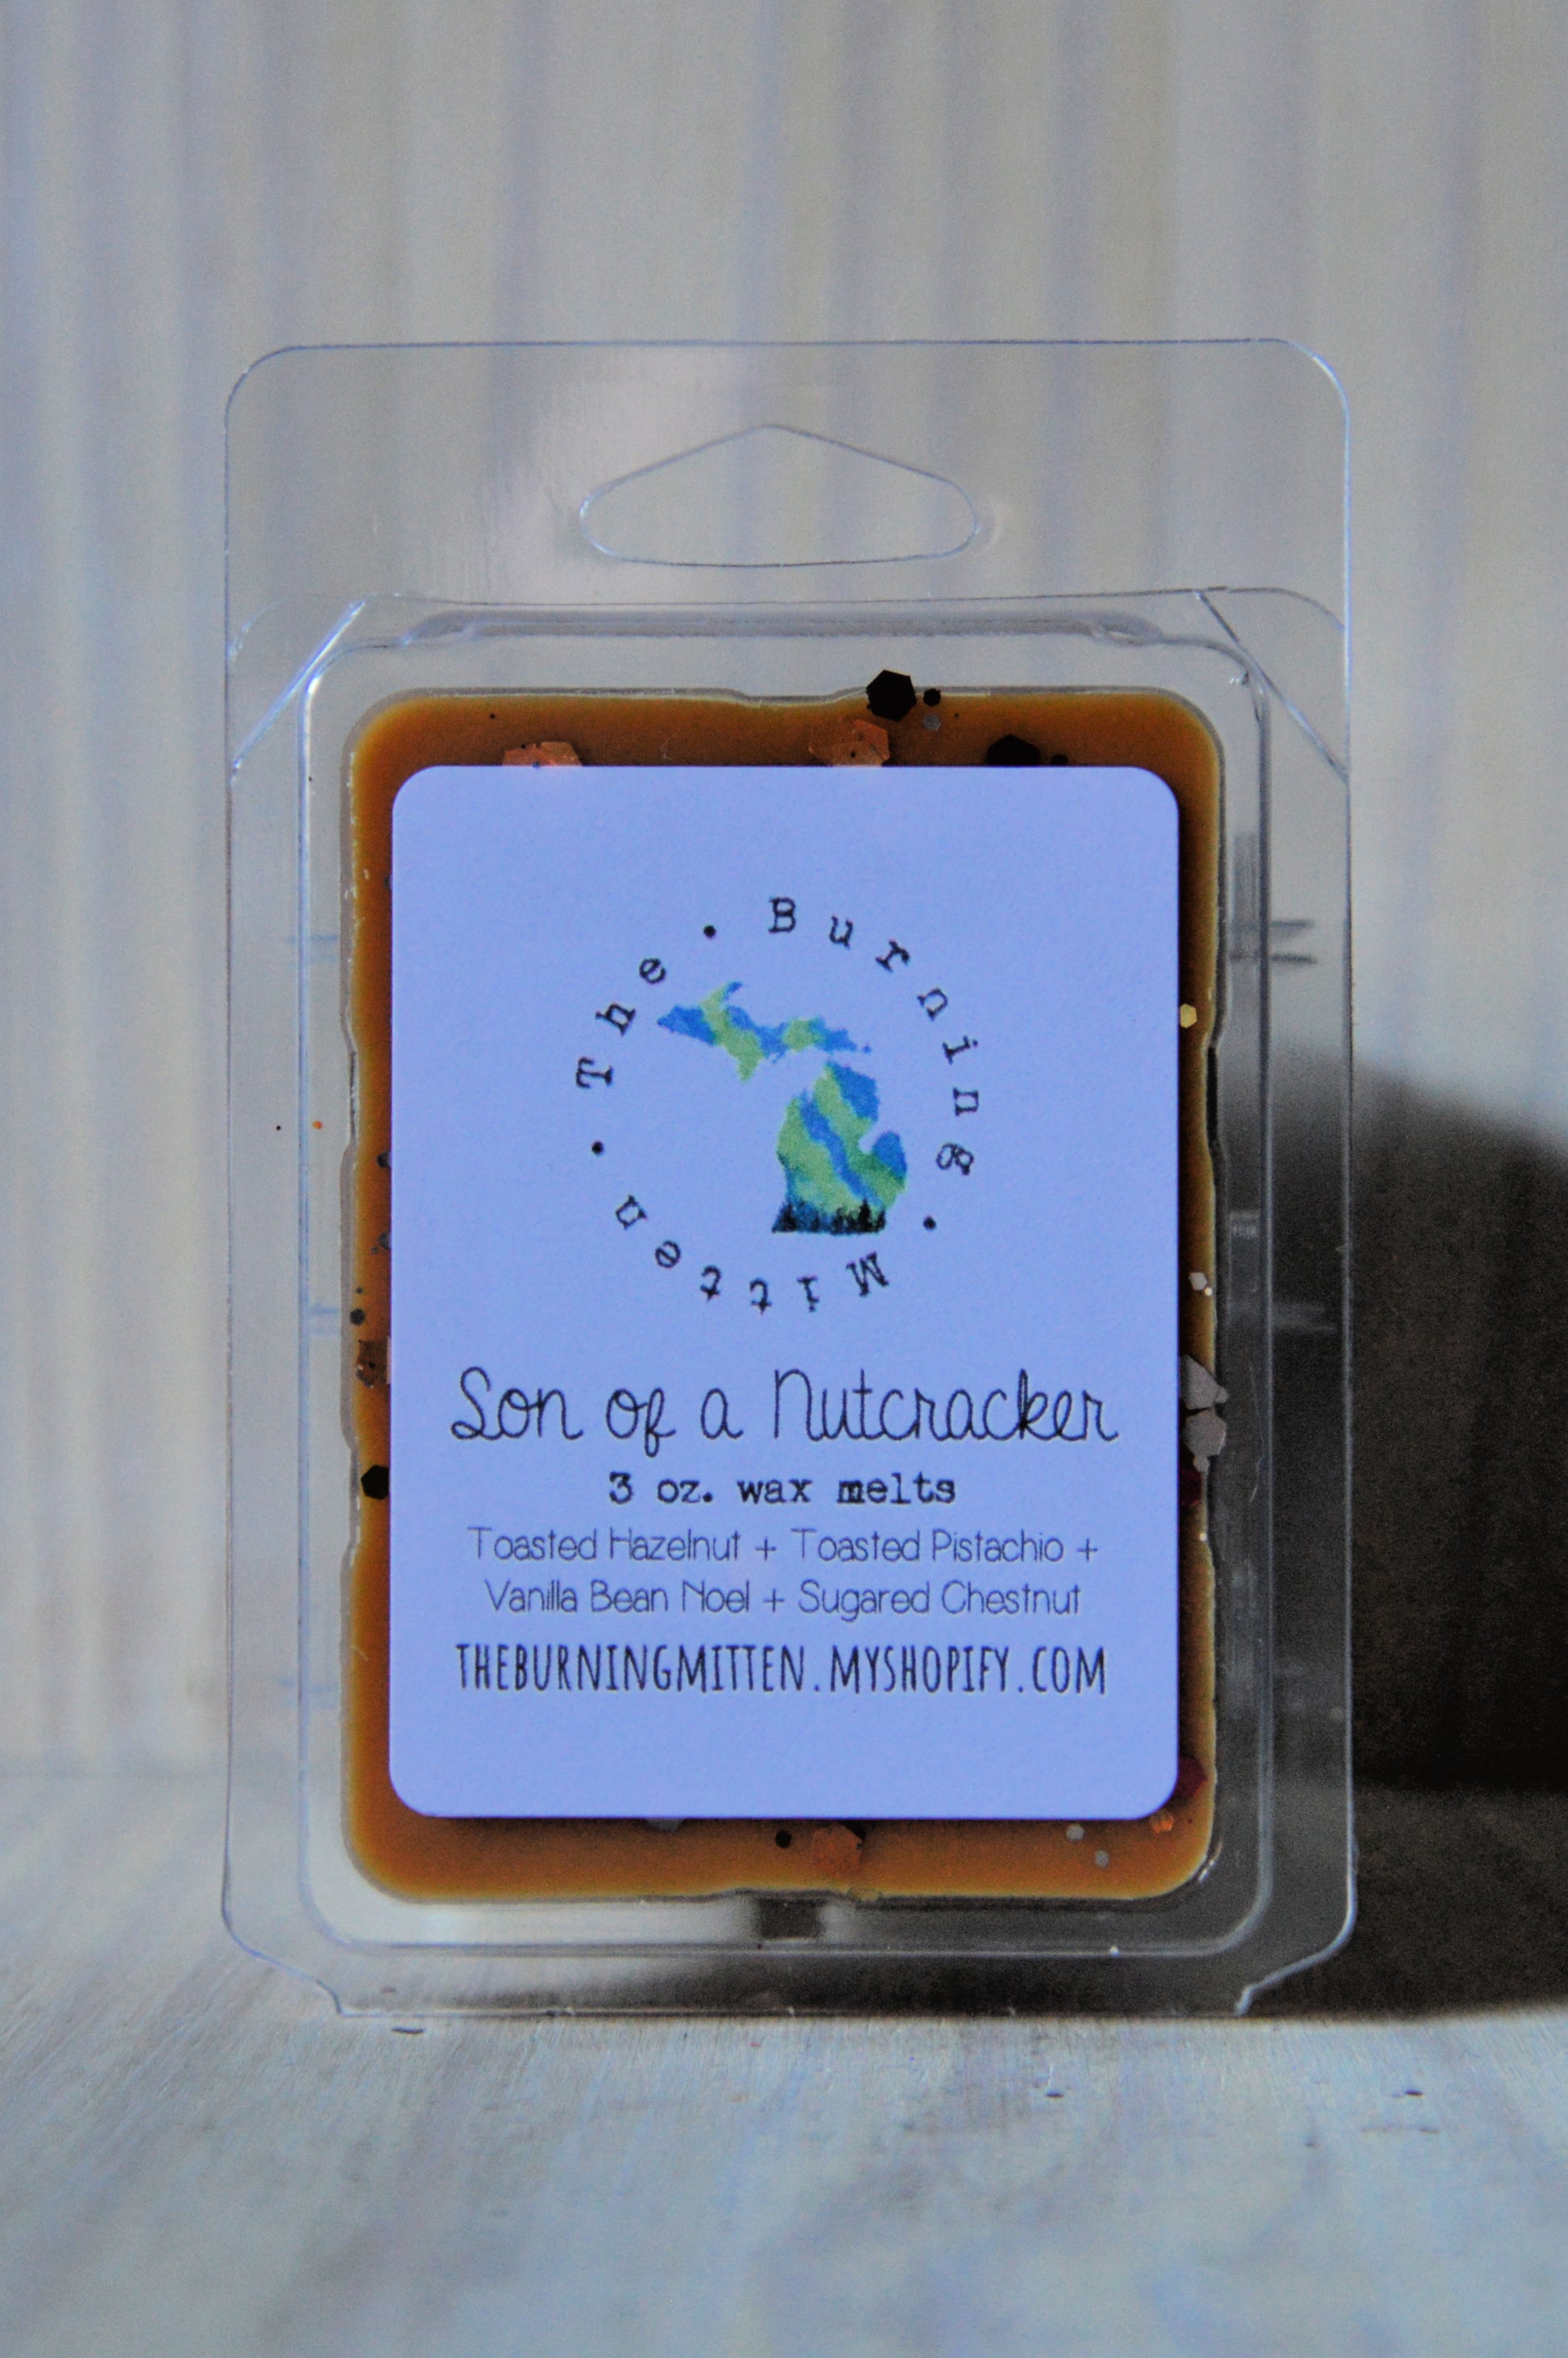 The • Burning • Mitten •
Son of a Nutcracker
3 oz. wax melts
Toasted Hazelnut + Toasted Pistachio +
Vanilla Bean Noel + Sugared Chestnut
THEBURNINGMITTEN.MYSHOPIFY.COM